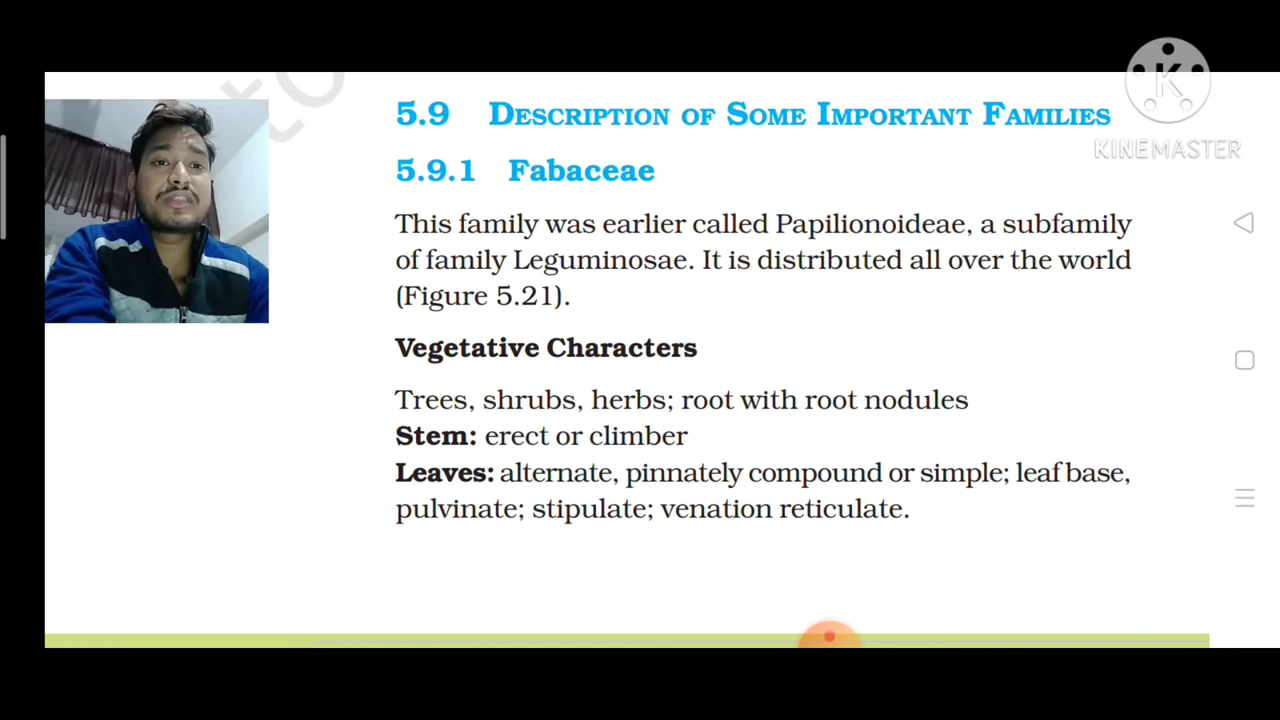 5.9 DESCRIPTION OF SOME IMPORTANT FAMILIES
K
KINEMASTER
5.9.1 Fabaceae
This family was earlier called Papilionoideae, a subfamily
of family Leguminosae. It is distributed all over the world
(Figure 5.21).
Vegetative Characters
Trees, shrubs, herbs; root with root nodules
Stem: erect or climber
Leaves: alternate, pinnately compound or simple; leaf base,
pulvinate; stipulate; venation reticulate.